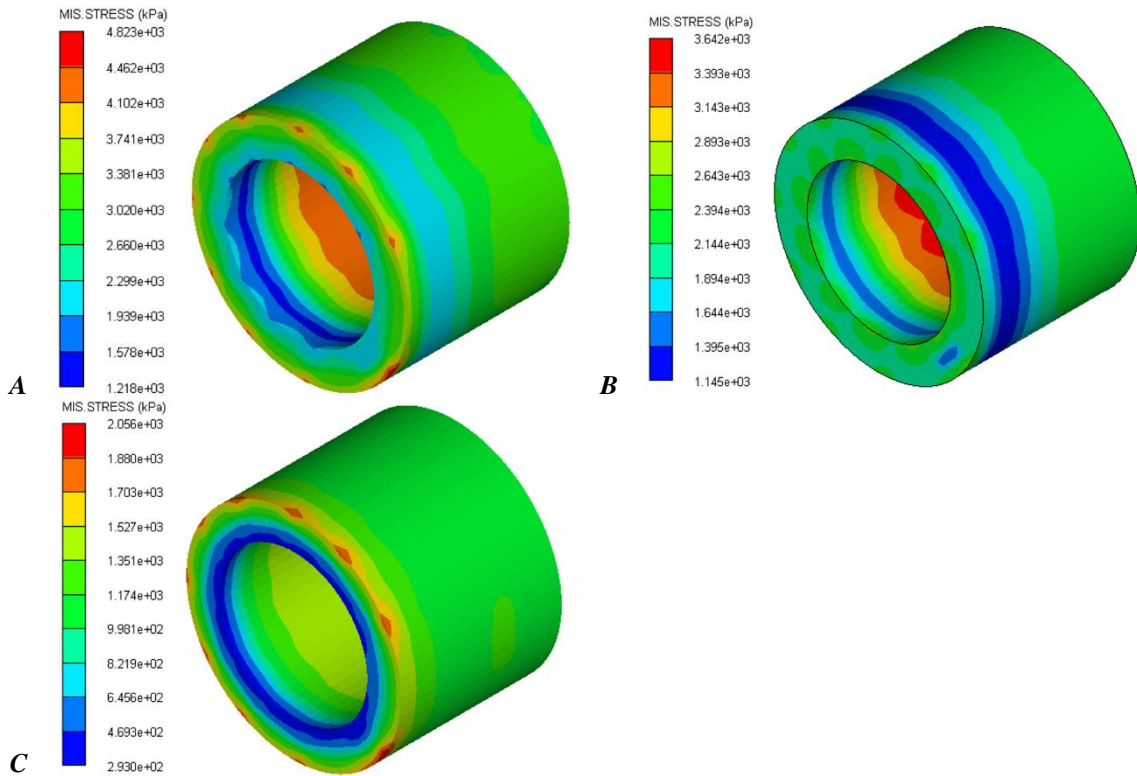 MIS.STRESS (kPa)
4.823e+03
4.462e+03
4.102e+03
3.741e+03
3.381e+03
3.020e+03
2.660e+03
2.299e+03
1.939e+03
1.578e+03
1.218e+03
A
MIS.STRESS (kPa)
3.642e+03
3.393e+03
3.143e+03
2.893e+03
2.643e+03
2.394e+03
2.144e+03
1.894e+03
1.644e+03
1.395e+03
1.145e+03
B
MIS.STRESS (kPa)
2.056e+03
1.880e+03
1.703e+03
1.527e+03
1.351e+03
1.174e+03
9.981e+02
8.219e+02
6.456e+02
4.693e+02
2.930e+02
C